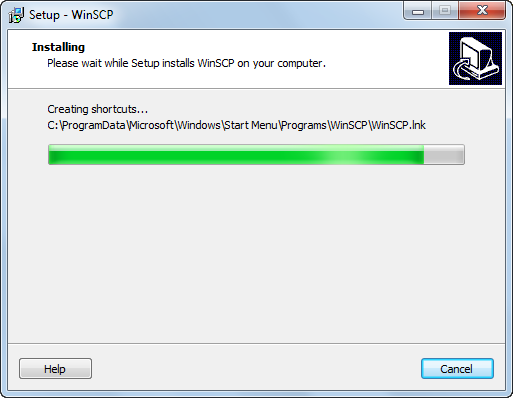 Setup - WinSCP
Installing
Please wait while Setup installs WinSCP on your computer.
Creating shortcuts...
C:\ProgramData\Microsoft\Windows\Start Menu\Programs\WinSCP\WinSCP.lnk
Help
Cancel